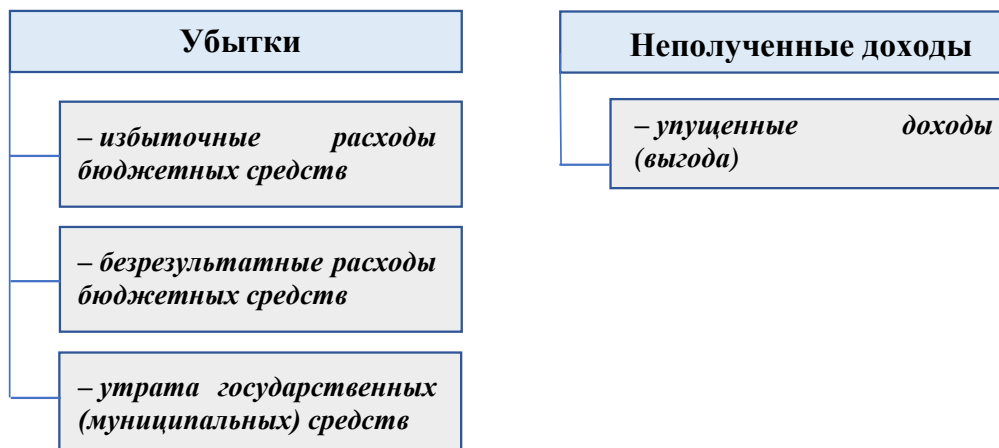 Убытки
– избыточные расходы
бюджетных средств
– безрезультатные расходы
бюджетных средств
– утрата государственных
(муниципальных) средств
Неполученные доходы
– упущенные доходы
(выгода)